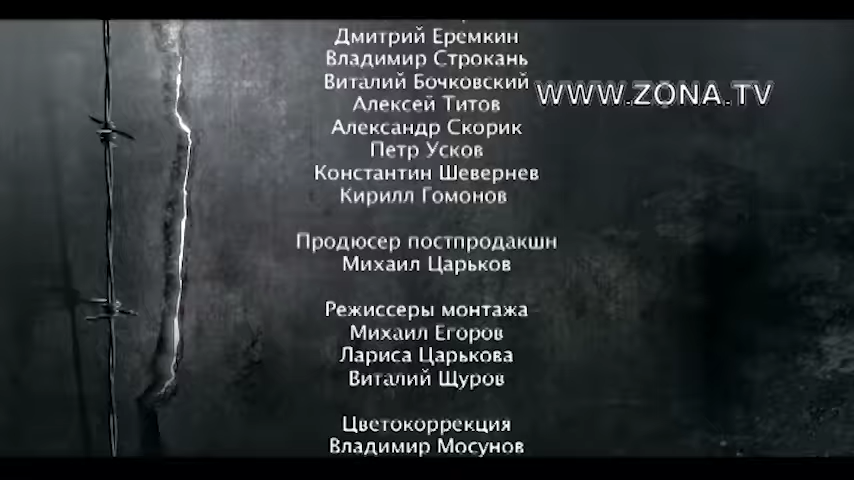 Дмитрий Еремкин
Владимир Строкань
Виталий Бочковский
WWW.ZONA.TV
Алексей Титов
Александр Скорик
Петр Усков
Константин Шевернев
Кирилл Гомонов
Продюсер постпродакшн
Михаил Царьков
Режиссеры монтажа
Михаил Егоров
Лариса Царькова
Виталий Щуров
Цветокоррекция
Владимир Мосунов